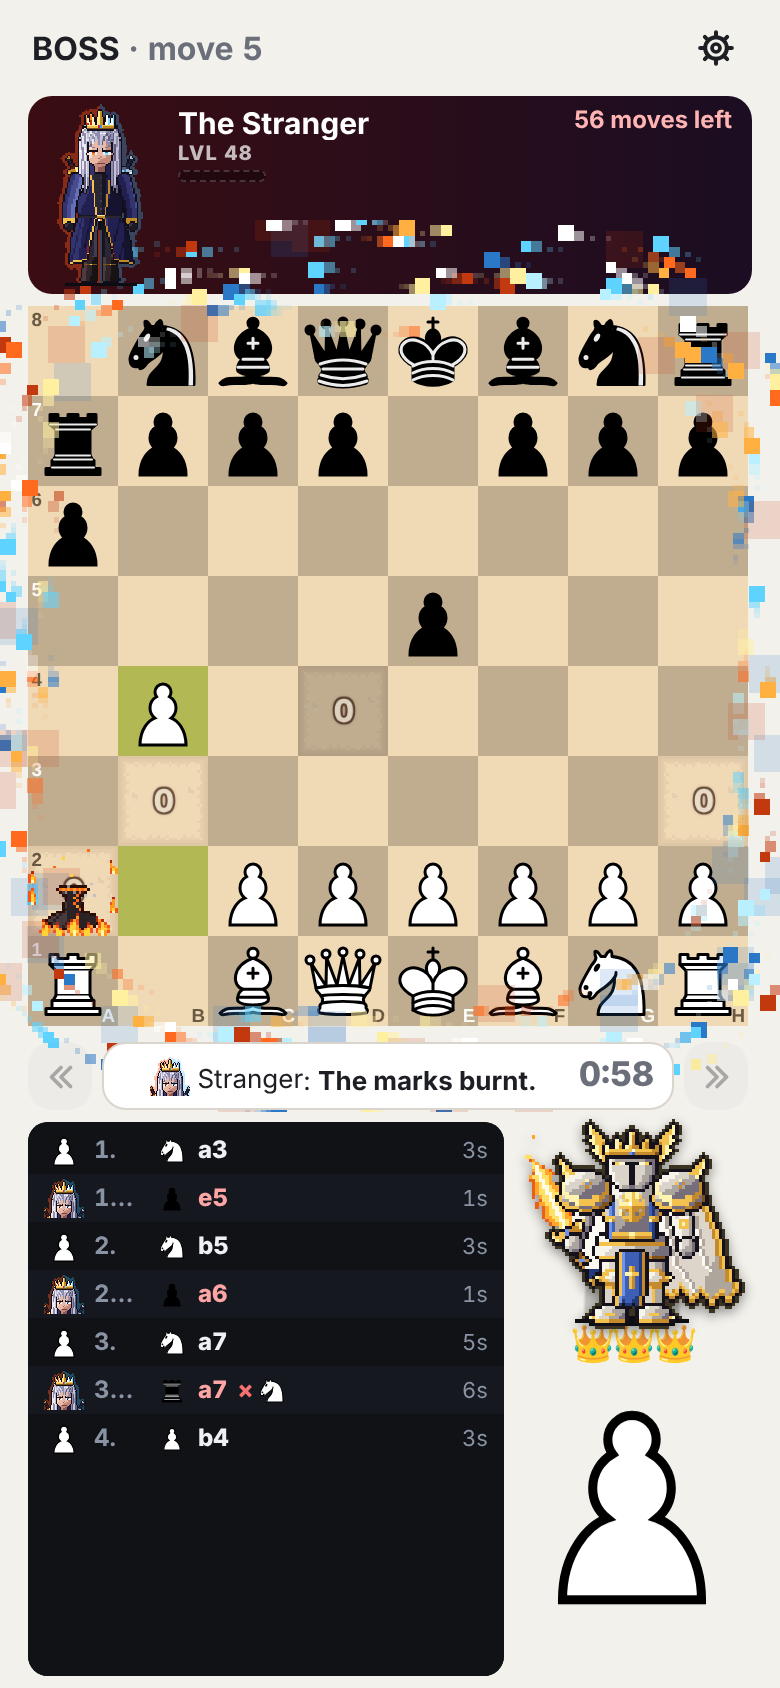 BOSS · move 5
The Stranger
56 moves left
LVL 48
8
7
6
5
4
0
3
0
0
2
1
A B C D E F G H
Stranger: The marks burnt. 0:58
1. a3 3s
1... e5 1s
2. b5 3s
2... a6 1s
3. a7 5s
3... a7 × 6s
4. b4 3s